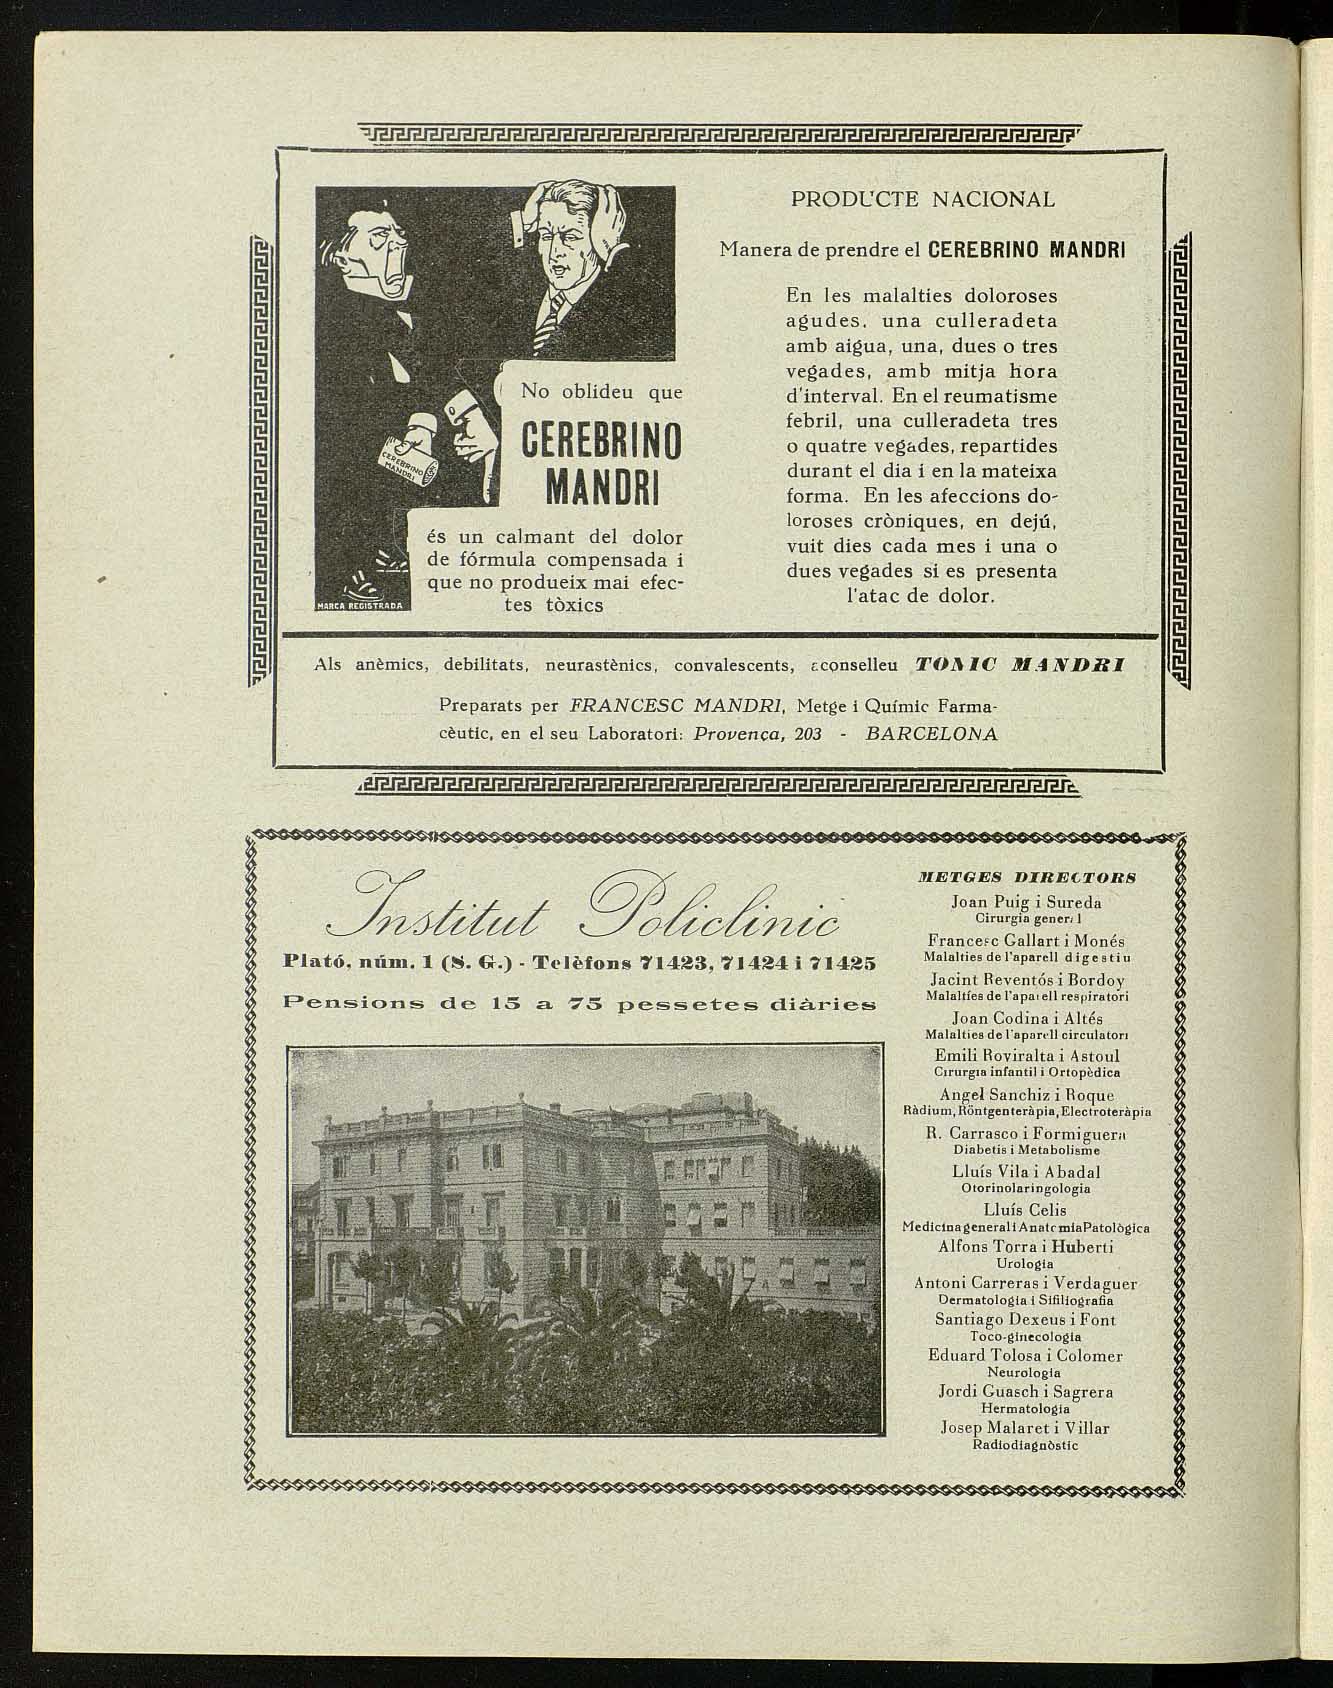 No oblideu que
CEREBRINO
MANDRI
és un calmant del dolor
de fórmula compensada i
que no produeix mai efec-
tes tòxics
CEREBRINO
MANDRI
MARCA REGISTRADA
PRODUCTE NACIONAL
Manera de prendre el CEREBRINO MANDRI
En les malalties doloroses
agudes, una culleradeta
amb aigua, una, dues o tres
vegades, amb mitja hora
d'interval. En el reumatisme
febril, una culleradeta tres
o quatre vegades, repartides
durant el dia i en la mateixa
forma. En les afeccions do-
loroses cròniques, en dejú,
vuit dies cada mes i una o
dues vegades si es presenta
l'atac de dolor.
Als anèmics, debilitats, neurastènics, convalescents, aconselleu TONIC MANDRI
Preparats per FRANCESC MANDRI, Metge i Químic Farma-
cèutic, en el seu Laboratori: Provença, 203 - BARCELONA
Institut Policlinic
Plató, núm. 1 (S. G.) - Telèfons 71423, 71424 i 71425
Pensions de 15 a 75 pessetes diàries
METGES DIRECTORS
Joan Puig i Sureda
Cirurgia general
Francesc Gallart i Monés
Malalties de l'aparell digestiu
Jacint Reventós i Bordoy
Malalties de l'aparell respiratori
Joan Codina i Altés
Malalties de l'aparell circulatori
Emili Roviralta i Astoul
Cirurgia infantil i Ortopèdica
Angel Sanchiz i Roque
Ràdium, Röntgenteràpia, Electroteràpia
R. Carrasco i Formiguera
Diabetis i Metabolisme
Lluís Vila i Abadal
Otorinolaringologia
Lluís Celis
Medicina general i Anatomia Patològica
Alfons Torra i Huberti
Urologia
Antoni Carreras i Verdaguer
Dermatologia i Sifiliografia
Santiago Dexeus i Font
Toco-ginecologia
Eduard Tolosa i Colomer
Neurologia
Jordi Guasch i Sagrera
Hermatologia
Josep Malaret i Villar
Radiodiagnòstic